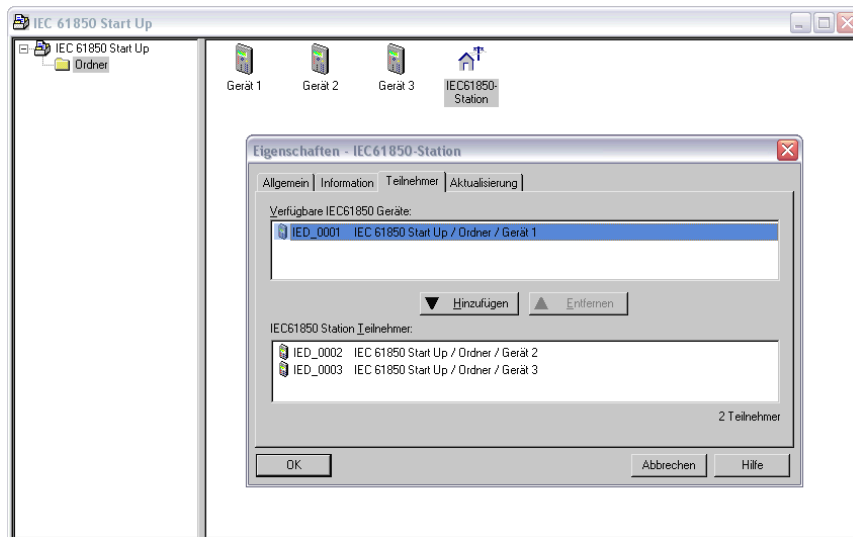 IEC 61850 Start Up
IEC 61850 Start Up
Ordner
Gerät 1
Gerät 2
Gerät 3
IEC61850-
Station
Eigenschaften - IEC61850-Station
Allgemein
Information
Teilnehmer
Aktualisierung
Verfügbare IEC61850 Geräte:
IED_0001 IEC 61850 Start Up / Ordner / Gerät 1
Hinzufügen
Entfernen
IEC61850 Station Teilnehmer:
IED_0002 IEC 61850 Start Up / Ordner / Gerät 2
IED_0003 IEC 61850 Start Up / Ordner / Gerät 3
2 Teilnehmer
OK
Abbrechen
Hilfe